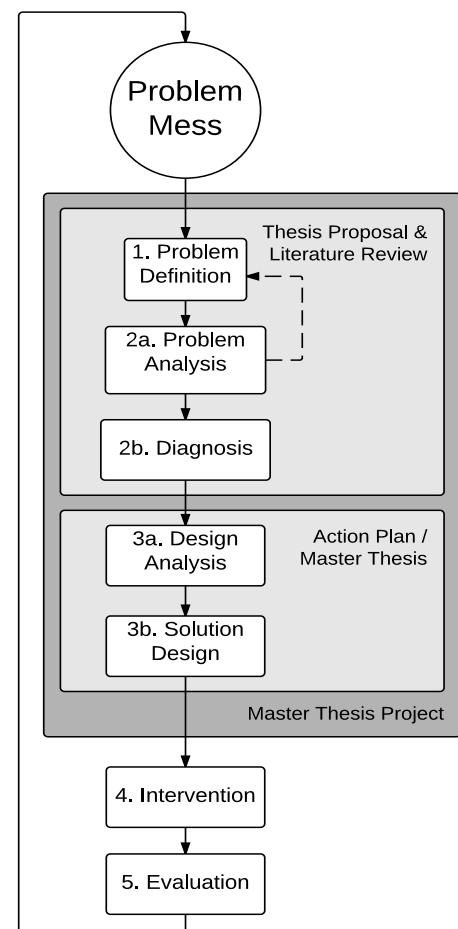 Problem
Mess
Thesis Proposal &
Literature Review
1. Problem
Definition
2a. Problem
Analysis
2b. Diagnosis
Action Plan /
Master Thesis
3a. Design
Analysis
3b. Solution
Design
Master Thesis Project
4. Intervention
5. Evaluation